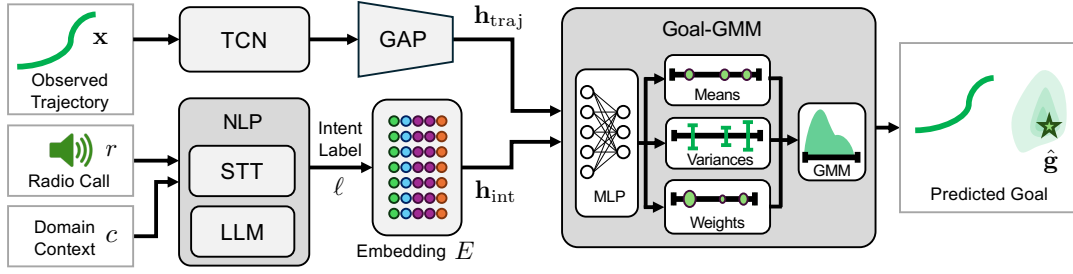 x
Observed
Trajectory
TCN
GAP
h_traj
Radio Call
r
Domain
Context
c
NLP
STT
LLM
Intent
Label
ℓ
Embedding E
h_int
Goal-GMM
MLP
Means
Variances
Weights
GMM
ĝ
Predicted Goal